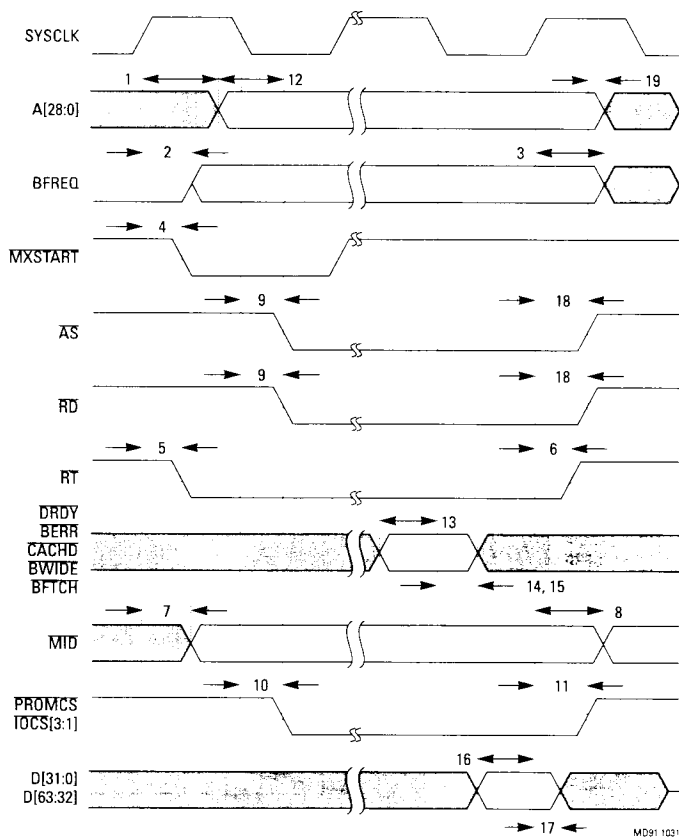 SYSCLK
1 12 19
A[28:0]
2 3
BFREQ
4
MXSTART
9 18
AS
9 18
RD
5 6
RT
DRDY
BERR 13
CACHD
BWIDE
BFTCH 14, 15
7 8
MID
10 11
PROMCS
IOCS[3:1]
16
D[31:0]
D[63:32]
17
MD91 1031